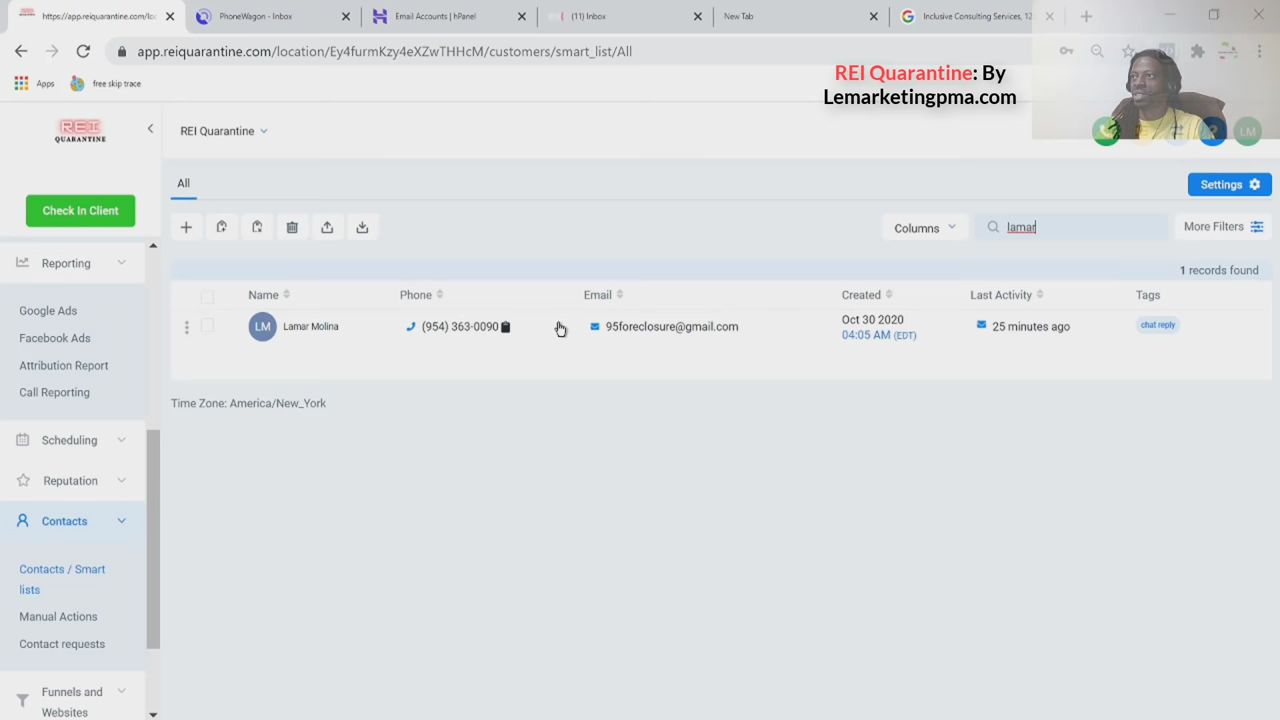 https://app.reiquarantine.com/loc
PhoneWagon - Inbox
Email Accounts | hPanel
(11) Inbox
New Tab
Inclusive Consulting Services, 12
app.reiquarantine.com/location/Ey4furmKzy4eXZwTHHcM/customers/smart_list/All
Apps
free skip trace
REI Quarantine: By
Lemarketingpma.com
REI
QUARANTINE
REI Quarantine
LM
Check In Client
All
Settings
Columns
lamar
More Filters
1 records found
Name
Phone
Email
Created
Last Activity
Tags
LM
Lamar Molina
(954) 363-0090
95foreclosure@gmail.com
Oct 30 2020
04:05 AM (EDT)
25 minutes ago
chat reply
Time Zone: America/New_York
Reporting
Google Ads
Facebook Ads
Attribution Report
Call Reporting
Scheduling
Reputation
Contacts
Contacts / Smart
lists
Manual Actions
Contact requests
Funnels and
Websites